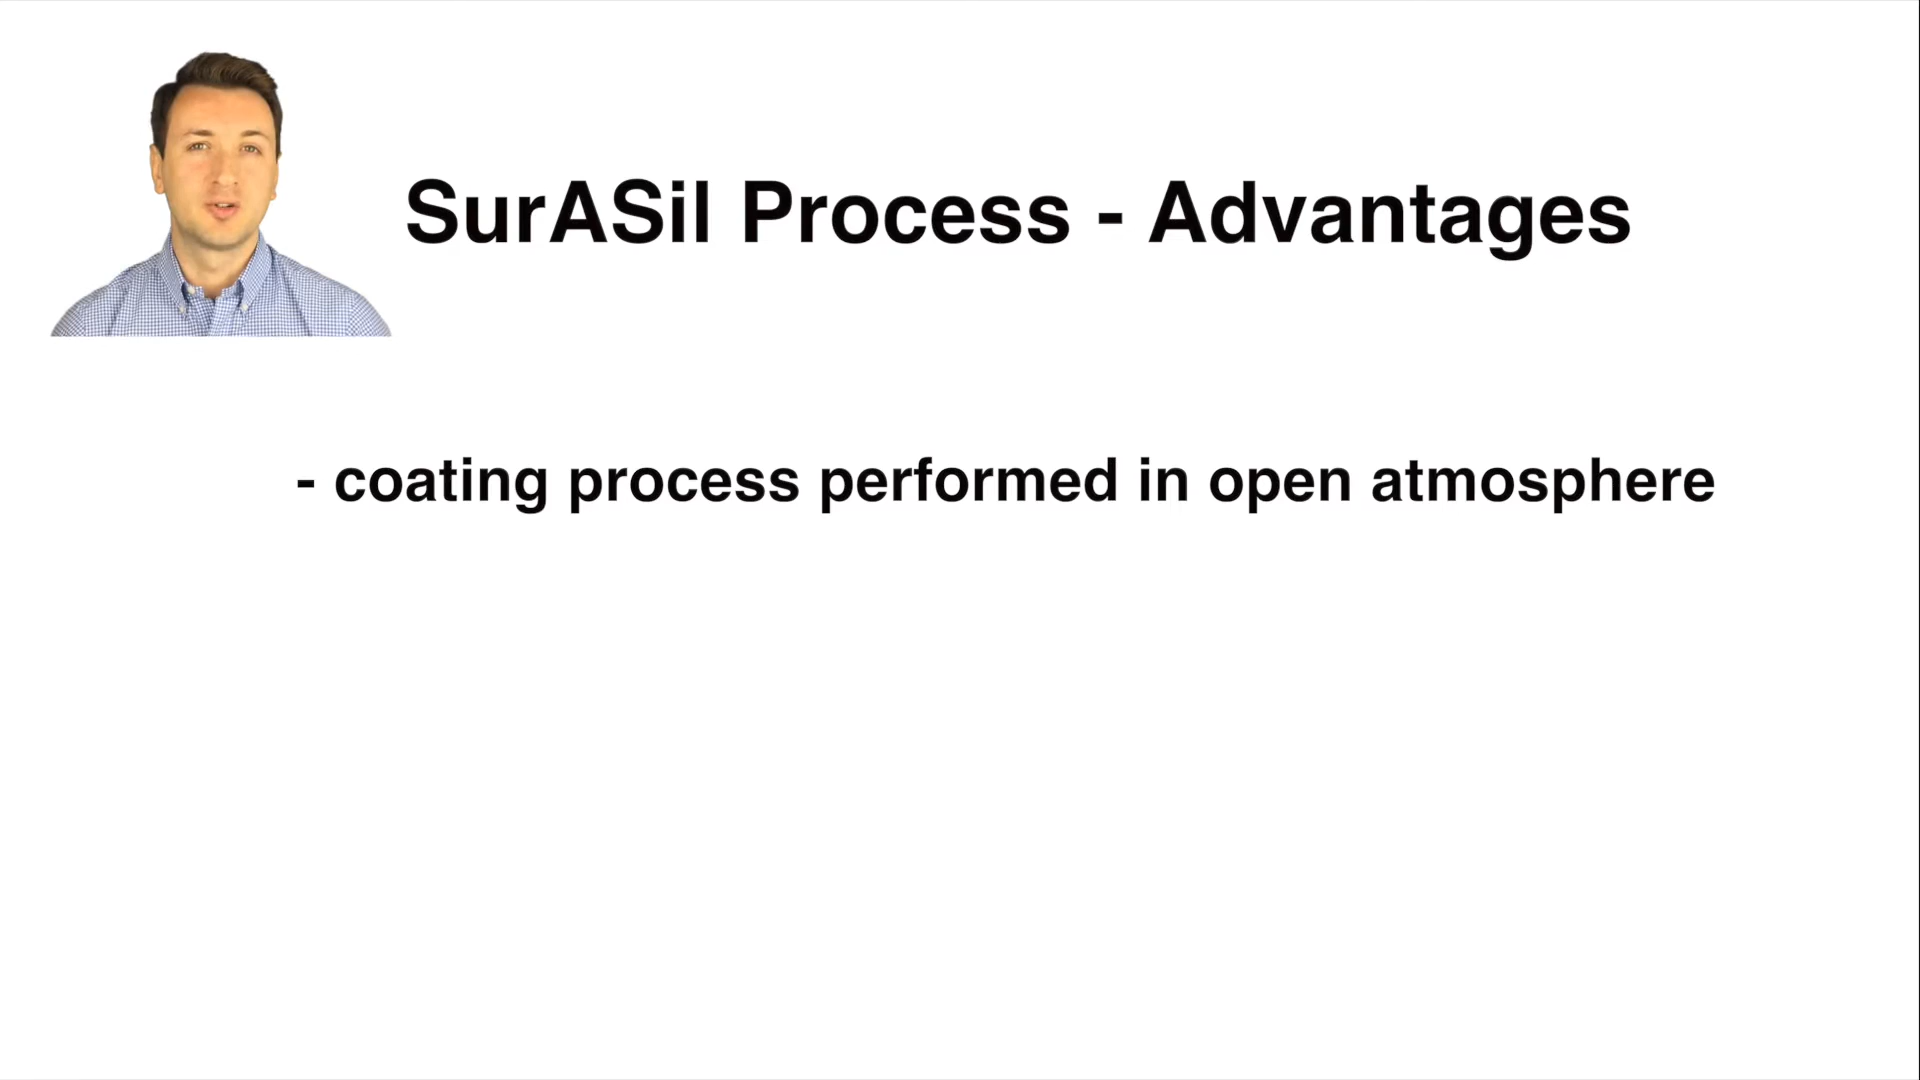 SurASil Process - Advantages
- coating process performed in open atmosphere